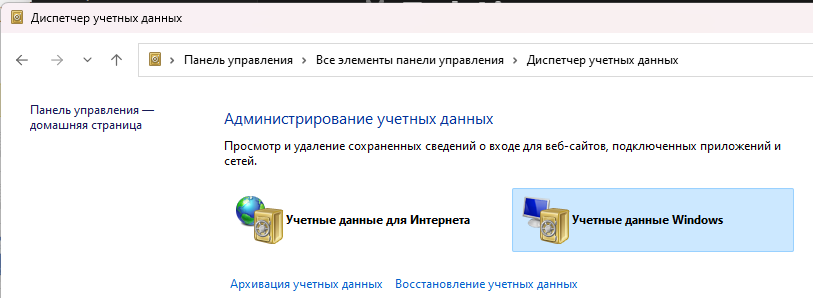 Диспетчер учетных данных
Панель управления > Все элементы панели управления > Диспетчер учетных данных
Панель управления —
домашняя страница
Администрирование учетных данных
Просмотр и удаление сохраненных сведений о входе для веб-сайтов, подключенных приложений и
сетей.
Учетные данные для Интернета
Учетные данные Windows
Архивация учетных данных
Восстановление учетных данных